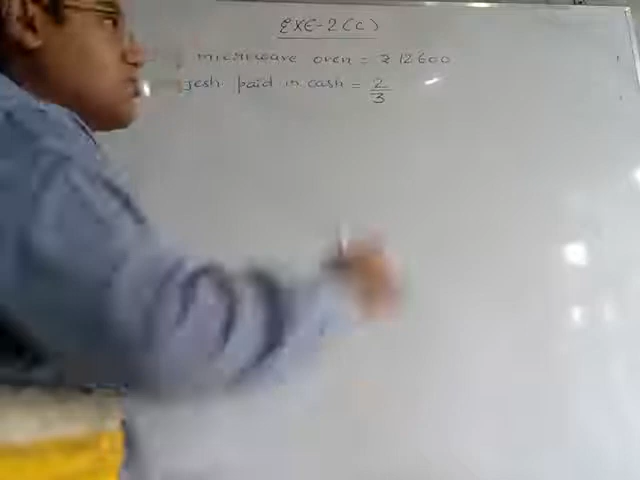 EXE-2(C)
microwave oven = ₹ 12600
jesh paid in cash = 2/3